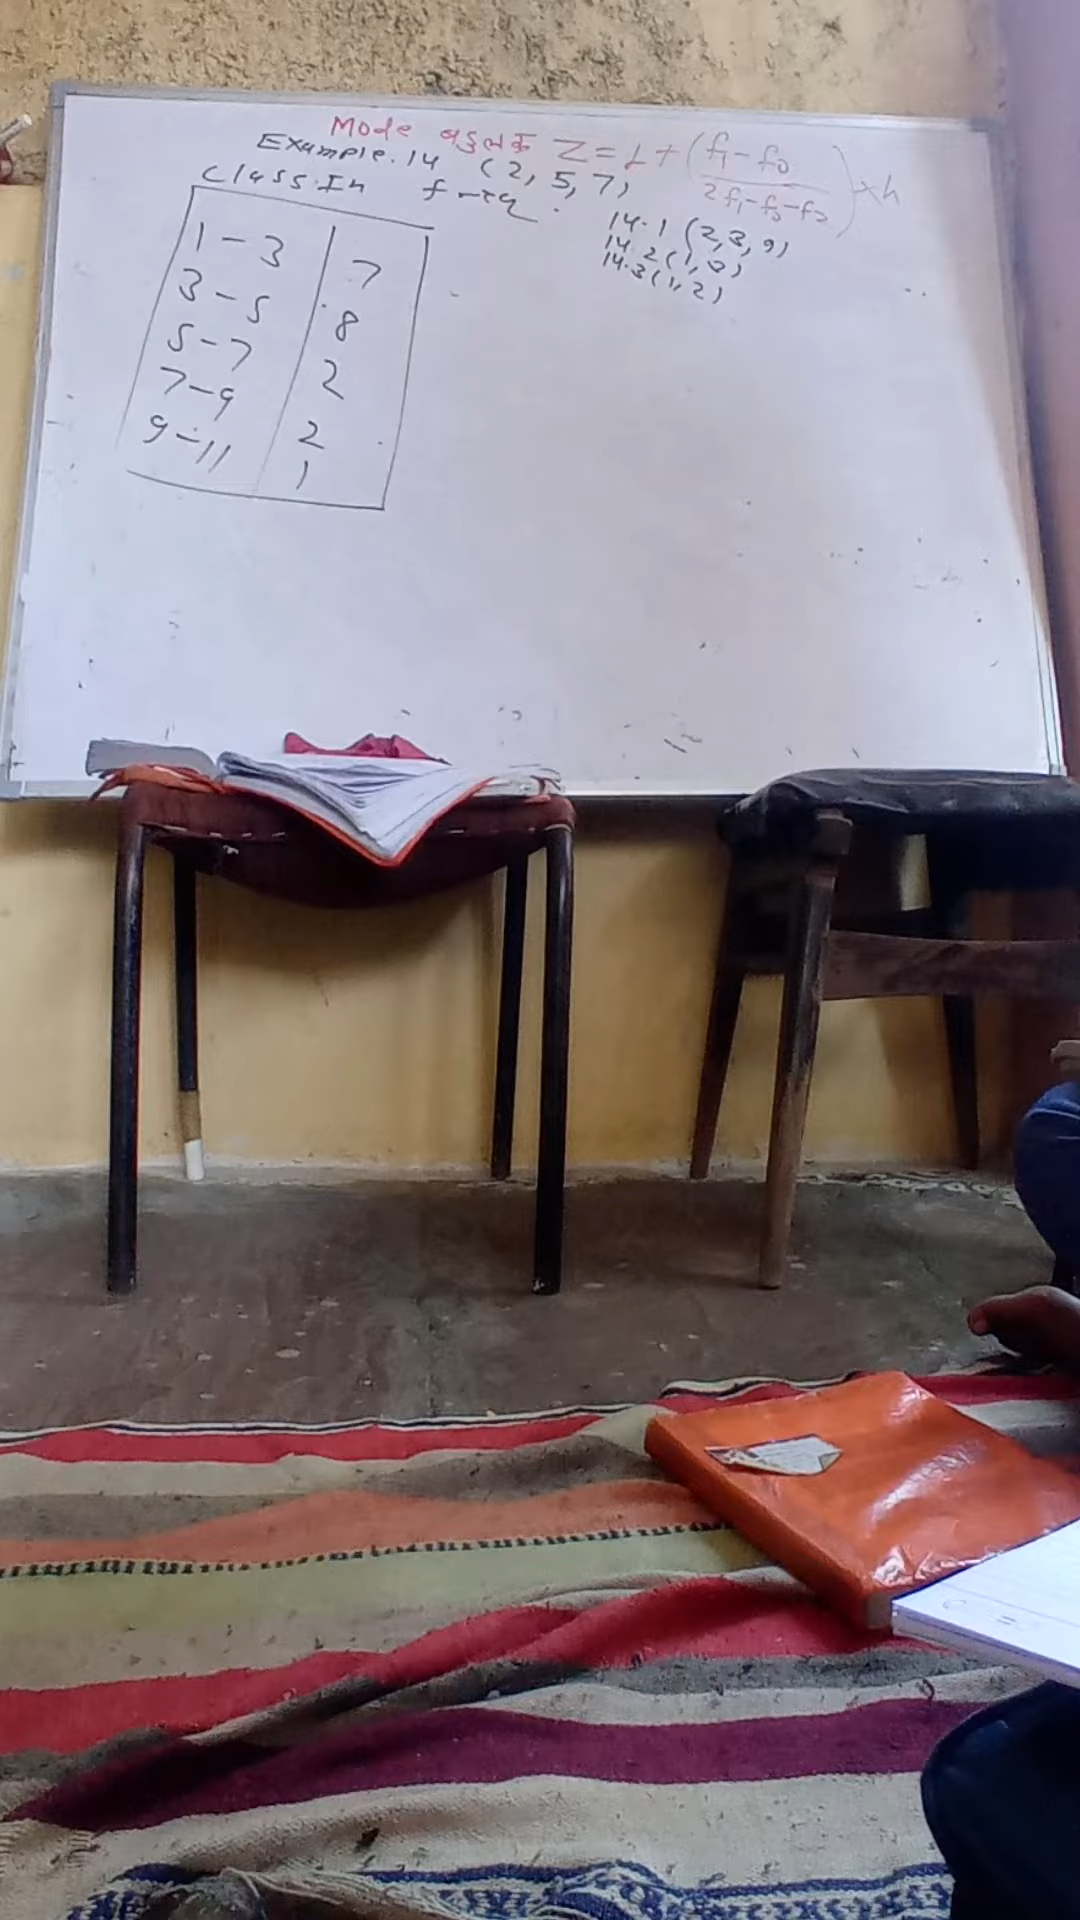 Mode बहुलक Z = L + (f1 - f0 / 2f1 - f0 - f2) × h
Example. 14 (2, 5, 7)
Class. In freq.
14.1 (2, 3, 9)
14.2 (1, 3)
14.3 (1, 2)
1 - 3 7
3 - 5 8
5 - 7 2
7 - 9 2
9 - 11 1